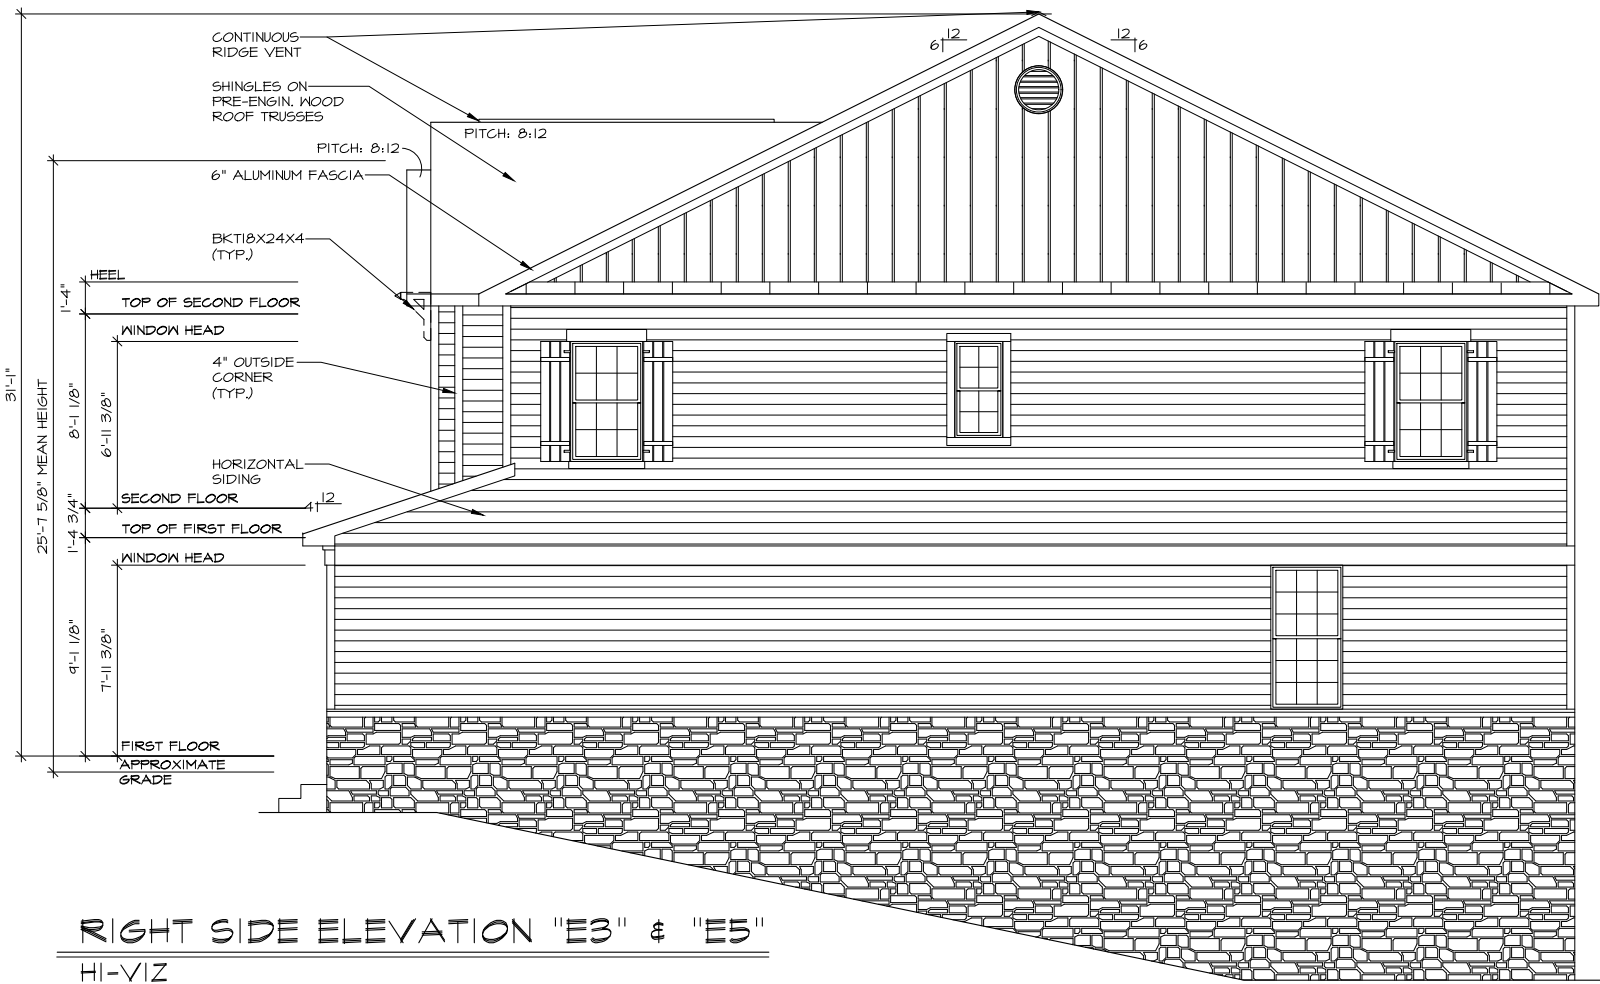 CONTINUOUS
RIDGE VENT
12
6
12
6
SHINGLES ON
PRE-ENGIN. WOOD
ROOF TRUSSES
PITCH: 8:12
PITCH: 8:12
6" ALUMINUM FASCIA
BKT18X24X4
(TYP.)
HEEL
1'-4"
TOP OF SECOND FLOOR
WINDOW HEAD
4" OUTSIDE
CORNER
(TYP.)
31'-1"
25'-7 5/8" MEAN HEIGHT
8'-1 1/8"
6'-11 3/8"
HORIZONTAL
SIDING
SECOND FLOOR
12
4
1'-4 3/4"
TOP OF FIRST FLOOR
WINDOW HEAD
9'-1 1/8"
7'-11 3/8"
FIRST FLOOR
APPROXIMATE
GRADE
RIGHT SIDE ELEVATION "E3" & "E5"
HI-VIZ